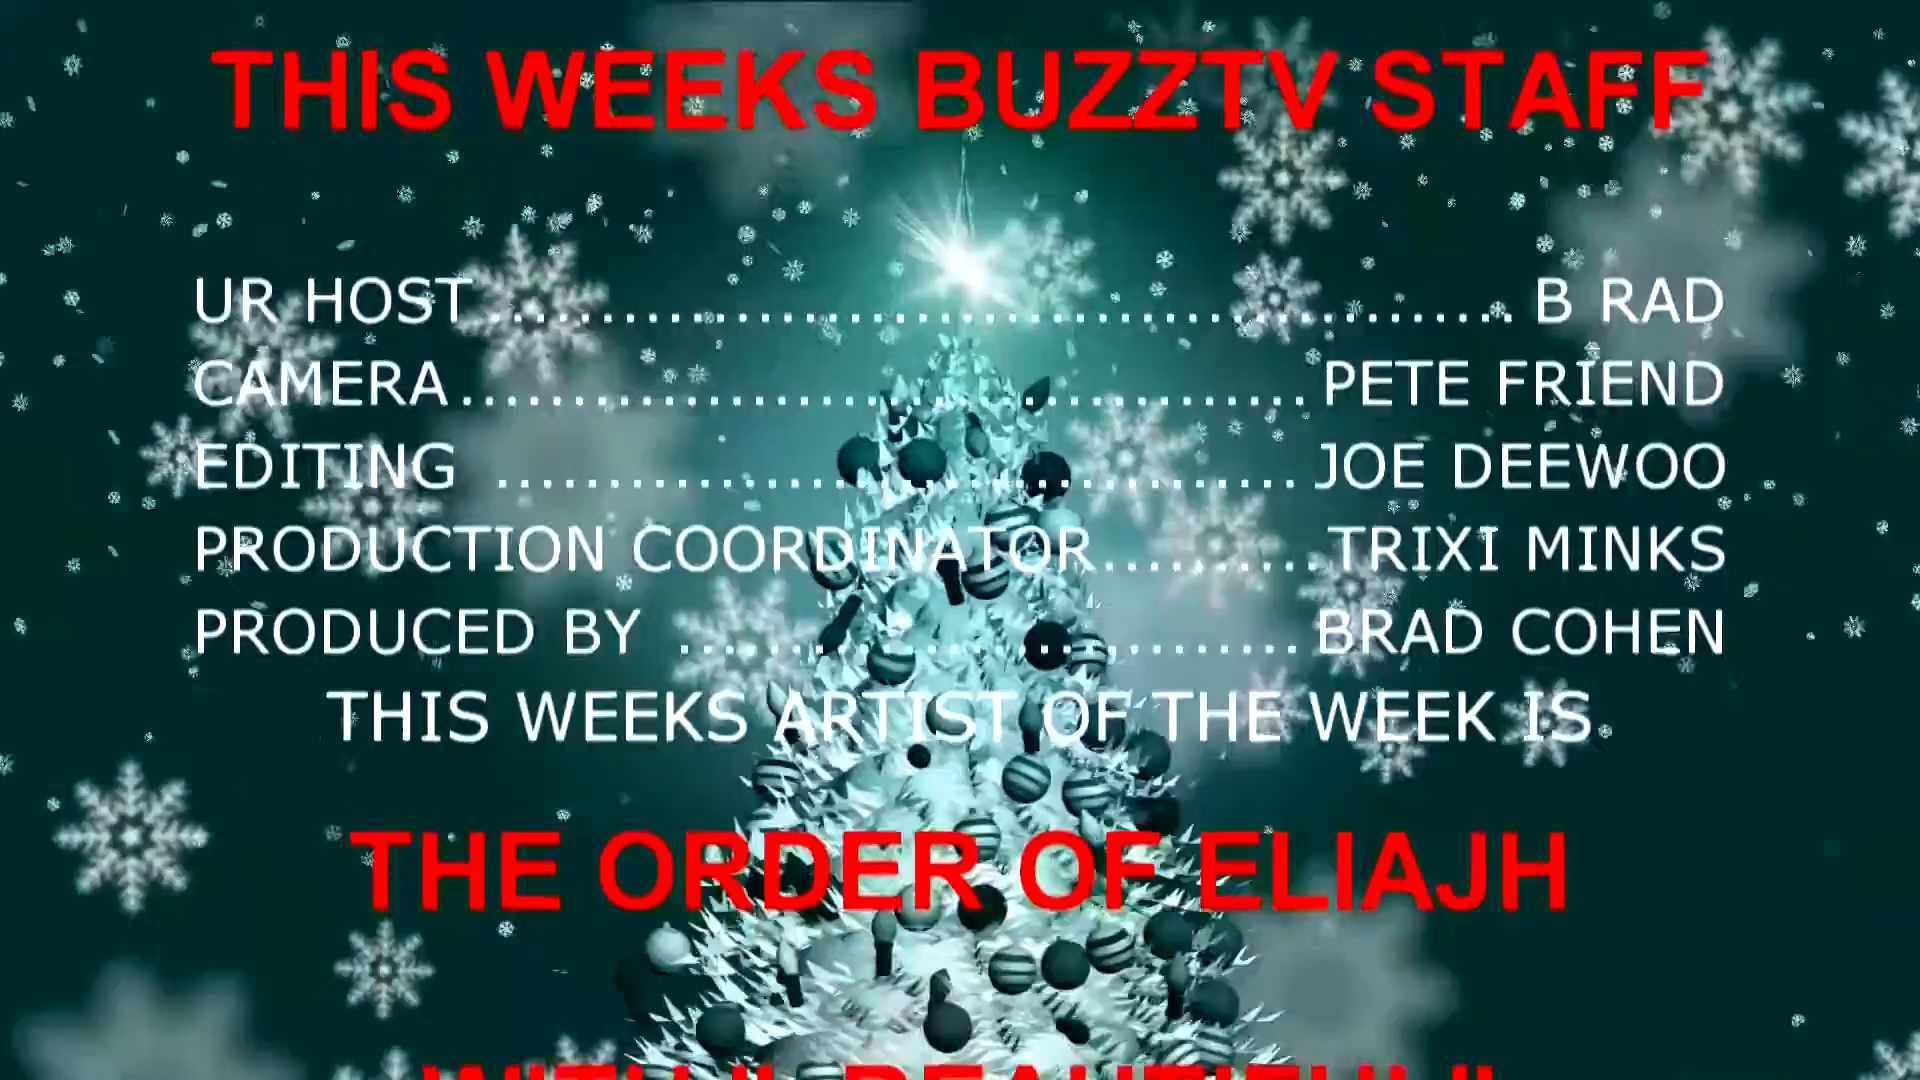 THIS WEEKS BUZZTV STAFF
UR HOST.............................................B RAD
CAMERA....................................PETE FRIEND
EDITING ..................................JOE DEEWOO
PRODUCTION COORDINATOR..........TRIXI MINKS
PRODUCED BY ...........................BRAD COHEN
THIS WEEKS ARTIST OF THE WEEK IS
THE ORDER OF ELIAJH